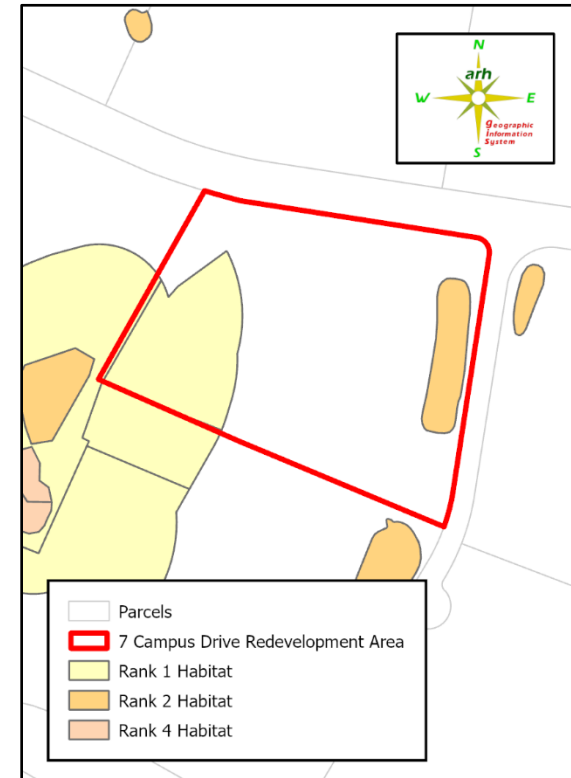 N
arh
W
E
geographic
Information
System
S
Parcels
7 Campus Drive Redevelopment Area
Rank 1 Habitat
Rank 2 Habitat
Rank 4 Habitat